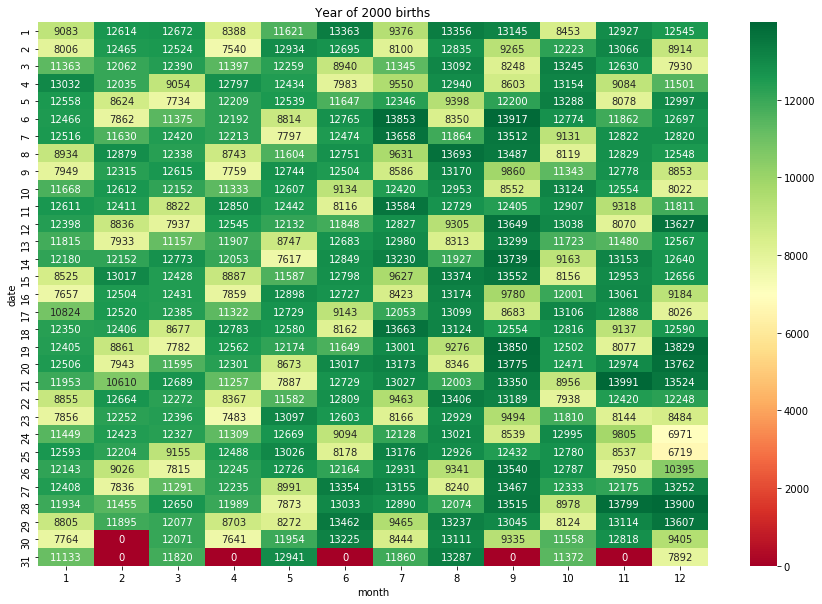 Year of 2000 births
1 9083 12614 12672 8388 11621 13363 9376 13356 13145 8453 12927 12545
2 8006 12465 12524 7540 12934 12695 8100 12835 9265 12223 13066 8914
3 11363 12062 12390 11397 12259 8940 11345 13092 8248 13245 12630 7930
4 13032 12035 9054 12797 12434 7983 9550 12940 8603 13154 9084 11501
5 12558 8624 7734 12209 12539 11647 12346 9398 12200 13288 8078 12997
6 12466 7862 11375 12192 8814 12765 13853 8350 13917 12774 11862 12697
7 12516 11630 12420 12213 7797 12474 13658 11864 13512 9131 12822 12820
8 8934 12879 12338 8743 11604 12751 9631 13693 13487 8119 12829 12548
9 7949 12315 12615 7759 12744 12504 8586 13170 9860 11343 12778 8853
10 11668 12612 12152 11333 12607 9134 12420 12953 8552 13124 12554 8022
11 12611 12411 8822 12850 12442 8116 13584 12729 12405 12907 9318 11811
12 12398 8836 7937 12545 12132 11848 12827 9305 13649 13038 8070 13627
13 11815 7933 11157 11907 8747 12683 12980 8313 13299 11723 11480 12567
14 12180 12152 12773 12053 7617 12849 13230 11927 13739 9163 13153 12640
15 8525 13017 12428 8887 11587 12798 9627 13374 13552 8156 12953 12656
16 7657 12504 12431 7859 12898 12727 8423 13174 9780 12001 13061 9184
17 10824 12520 12385 11322 12729 9143 12053 13099 8683 13106 12888 8026
18 12350 12406 8677 12783 12580 8162 13663 13124 12554 12816 9137 12590
19 12405 8861 7782 12562 12174 11649 13001 9276 13850 12502 8077 13829
20 12506 7943 11595 12301 8673 13017 13173 8346 13775 12471 12974 13762
21 11953 10610 12689 11257 7887 12729 13027 12003 13350 8956 13991 13524
22 8855 12664 12272 8367 11582 12809 9463 13406 13189 7938 12420 12248
23 7856 12252 12396 7483 13097 12603 8166 12929 9494 11810 8144 8484
24 11449 12423 12327 11309 12669 9094 12128 13021 8539 12995 9805 6971
25 12593 12204 9155 12488 13026 8178 13176 12926 12432 12780 8537 6719
26 12143 9026 7815 12245 12726 12164 12931 9341 13540 12787 7950 10395
27 12408 7836 11291 12235 8991 13354 13155 8240 13467 12333 12175 13252
28 11934 11455 12650 11989 7873 13033 12890 12074 13515 8978 13799 13900
29 8805 11895 12077 8703 8272 13462 9465 13237 13045 8124 13114 13607
30 7764 0 12071 7641 11954 13225 8444 13111 9335 11558 12818 9405
31 11133 0 11820 0 12941 0 11860 13287 0 11372 0 7892
1 2 3 4 5 6 7 8 9 10 11 12
month
date
12000
10000
8000
6000
4000
2000
0